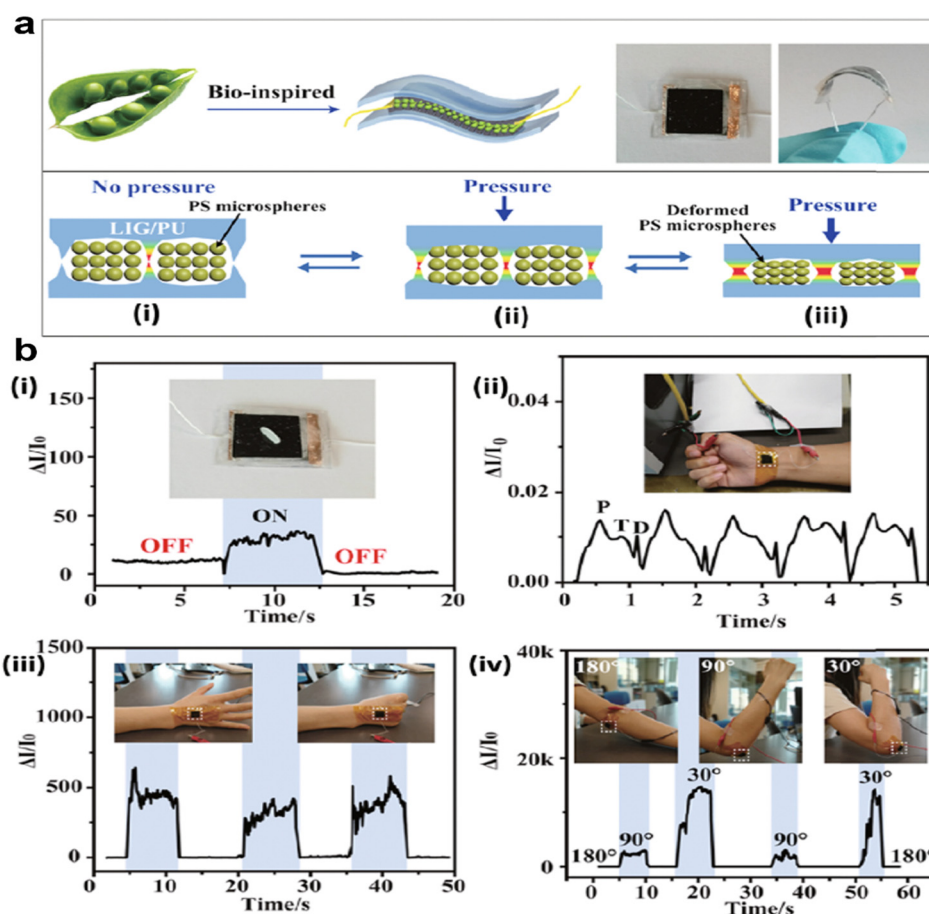 a
Bio-inspired
No pressure
PS microspheres
LIG/PU
Pressure
Deformed
PS microspheres
Pressure
(i)
(ii)
(iii)
b
(i)
150
100
50
0
ΔI/I0
OFF
ON
OFF
0
5
10
15
20
Time/s
(ii)
0.04
0.02
0.00
ΔI/I0
P
T
D
0
1
2
3
4
5
Time/s
(iii)
1500
1000
500
0
ΔI/I0
0
10
20
30
40
50
Time/s
(iv)
40k
20k
0
ΔI/I0
180°
90°
30°
180°
90°
30°
90°
30°
180°
0
10
20
30
40
50
60
Time/s